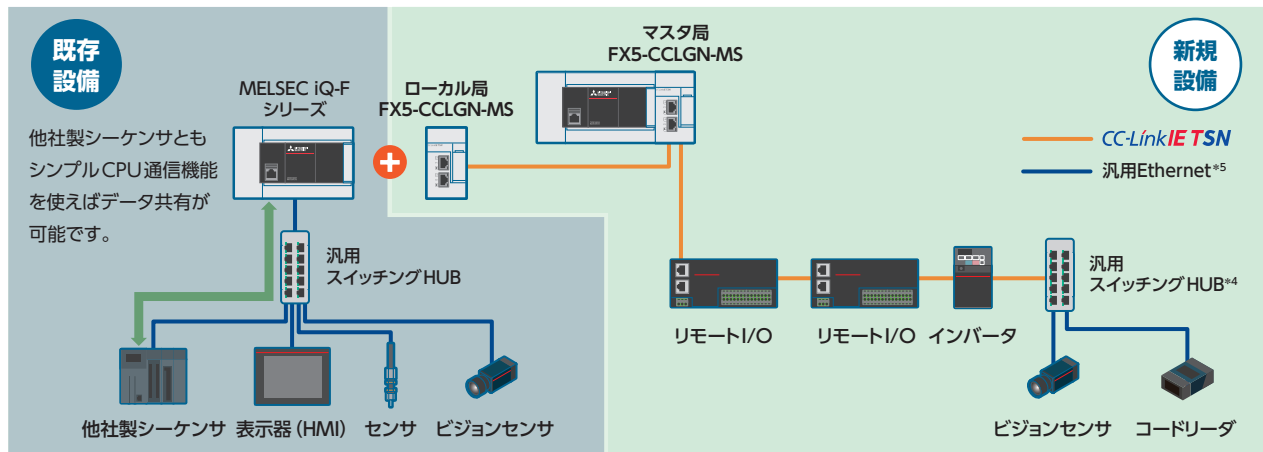 既存
設備
他社製シーケンサとも
シンプルCPU通信機能
を使えばデータ共有が
可能です。
MELSEC iQ-F
シリーズ
ローカル局
FX5-CCLGN-MS
マスタ局
FX5-CCLGN-MS
新規
設備
CC-Link IE TSN
汎用Ethernet*5
汎用
スイッチングHUB
汎用
スイッチングHUB*4
リモートI/O
リモートI/O
インバータ
他社製シーケンサ
表示器（HMI）
センサ
ビジョンセンサ
ビジョンセンサ
コードリーダ